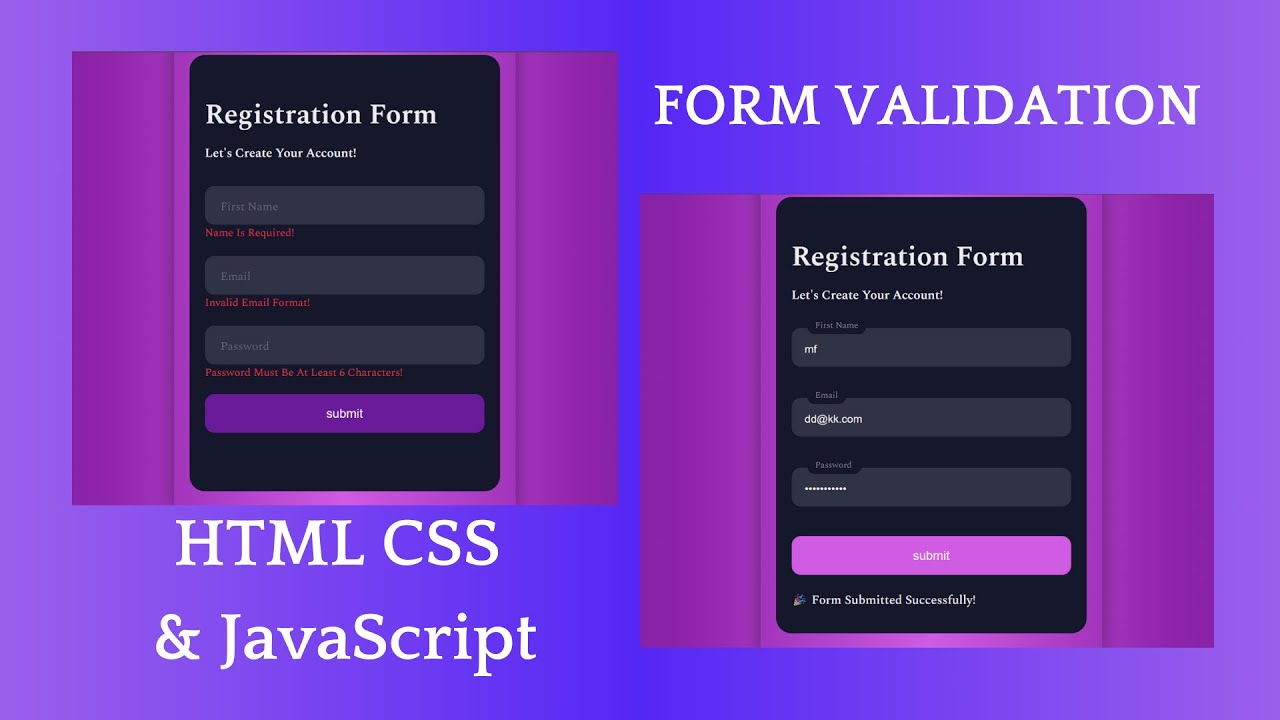 Registration Form
Let's Create Your Account!
First Name
Name Is Required!
Email
Invalid Email Format!
Password
Password Must Be At Least 6 Characters!
submit
HTML CSS
& JavaScript
FORM VALIDATION
Registration Form
Let's Create Your Account!
First Name
mf
Email
dd@kk.com
Password
•••••••••••
submit
🎉 Form Submitted Successfully!